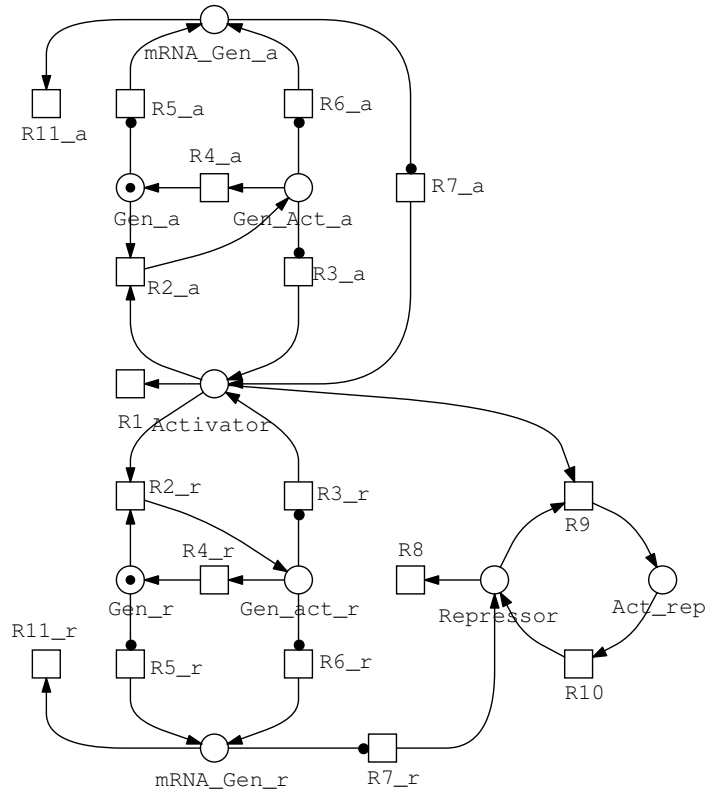 mRNA_Gen_a
R5_a
R6_a
R11_a
R4_a
R7_a
Gen_a
Gen_Act_a
R2_a
R3_a
R1
Activator
R2_r
R3_r
R9
R4_r
R8
Gen_r
Gen_act_r
Repressor
Act_rep
R11_r
R5_r
R6_r
R10
mRNA_Gen_r
R7_r